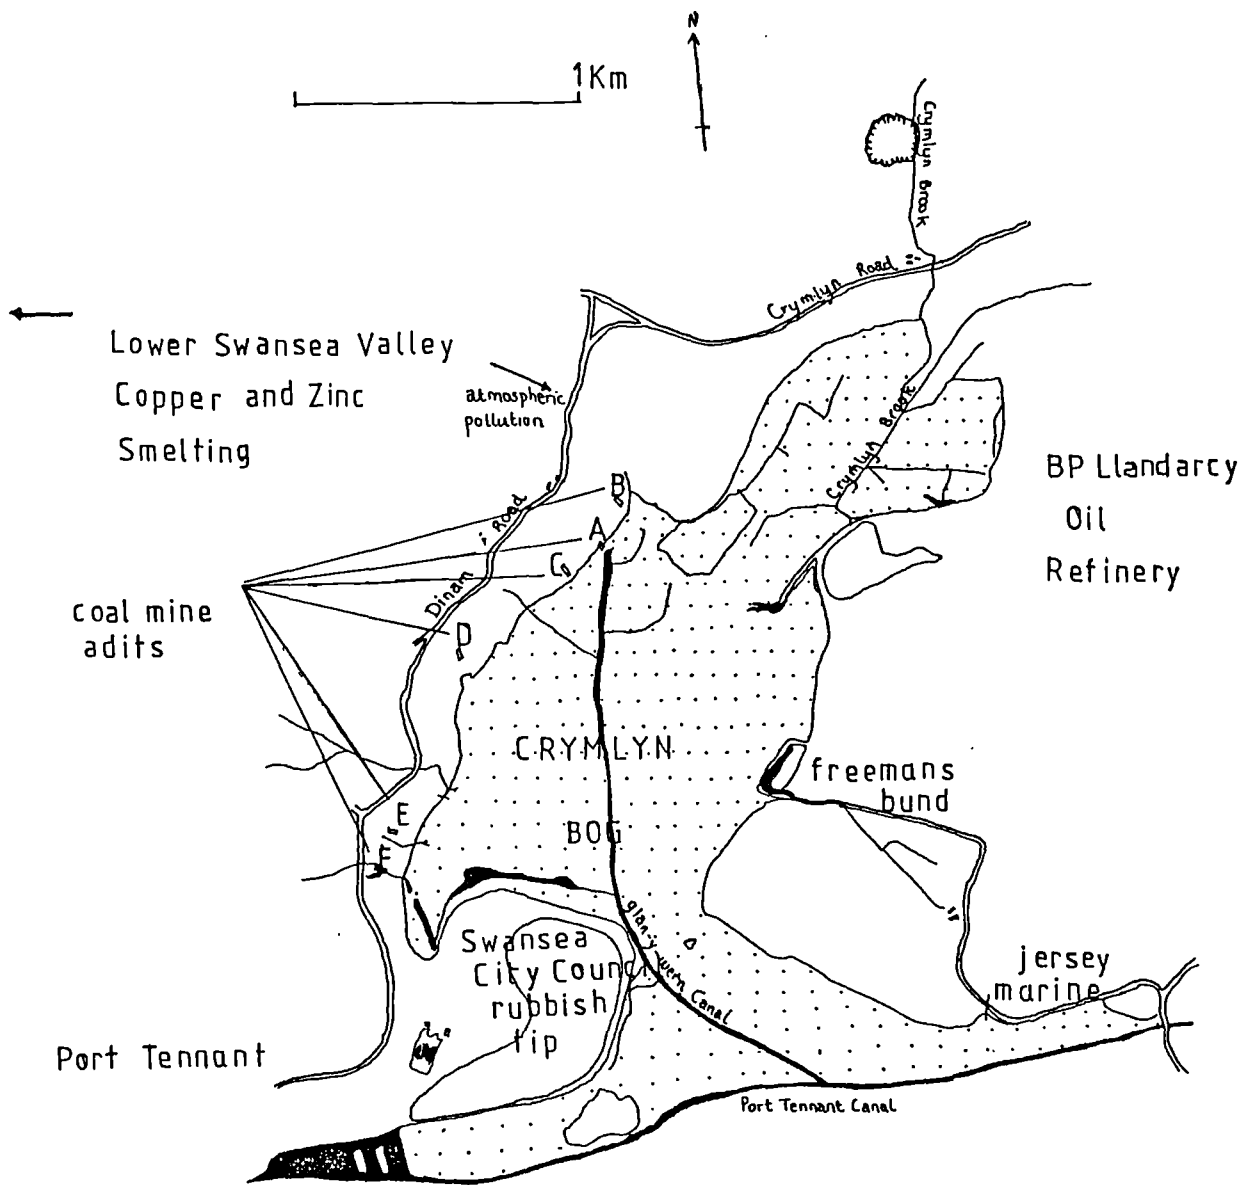 N
1 Km
Crymlyn Brook
Crymlyn Road
Lower Swansea Valley
Copper and Zinc
Smelting
atmospheric
pollution
Crymlyn Brook
BP Llandarcy
Oil
Refinery
B
A
C
D
Dinam Road
coal mine
adits
CRYMLYN
BOG
freemans
bund
E
F
glan-y-wern Canal
Swansea
City Council
rubbish
tip
jersey
marine
Port Tennant
Port Tennant Canal